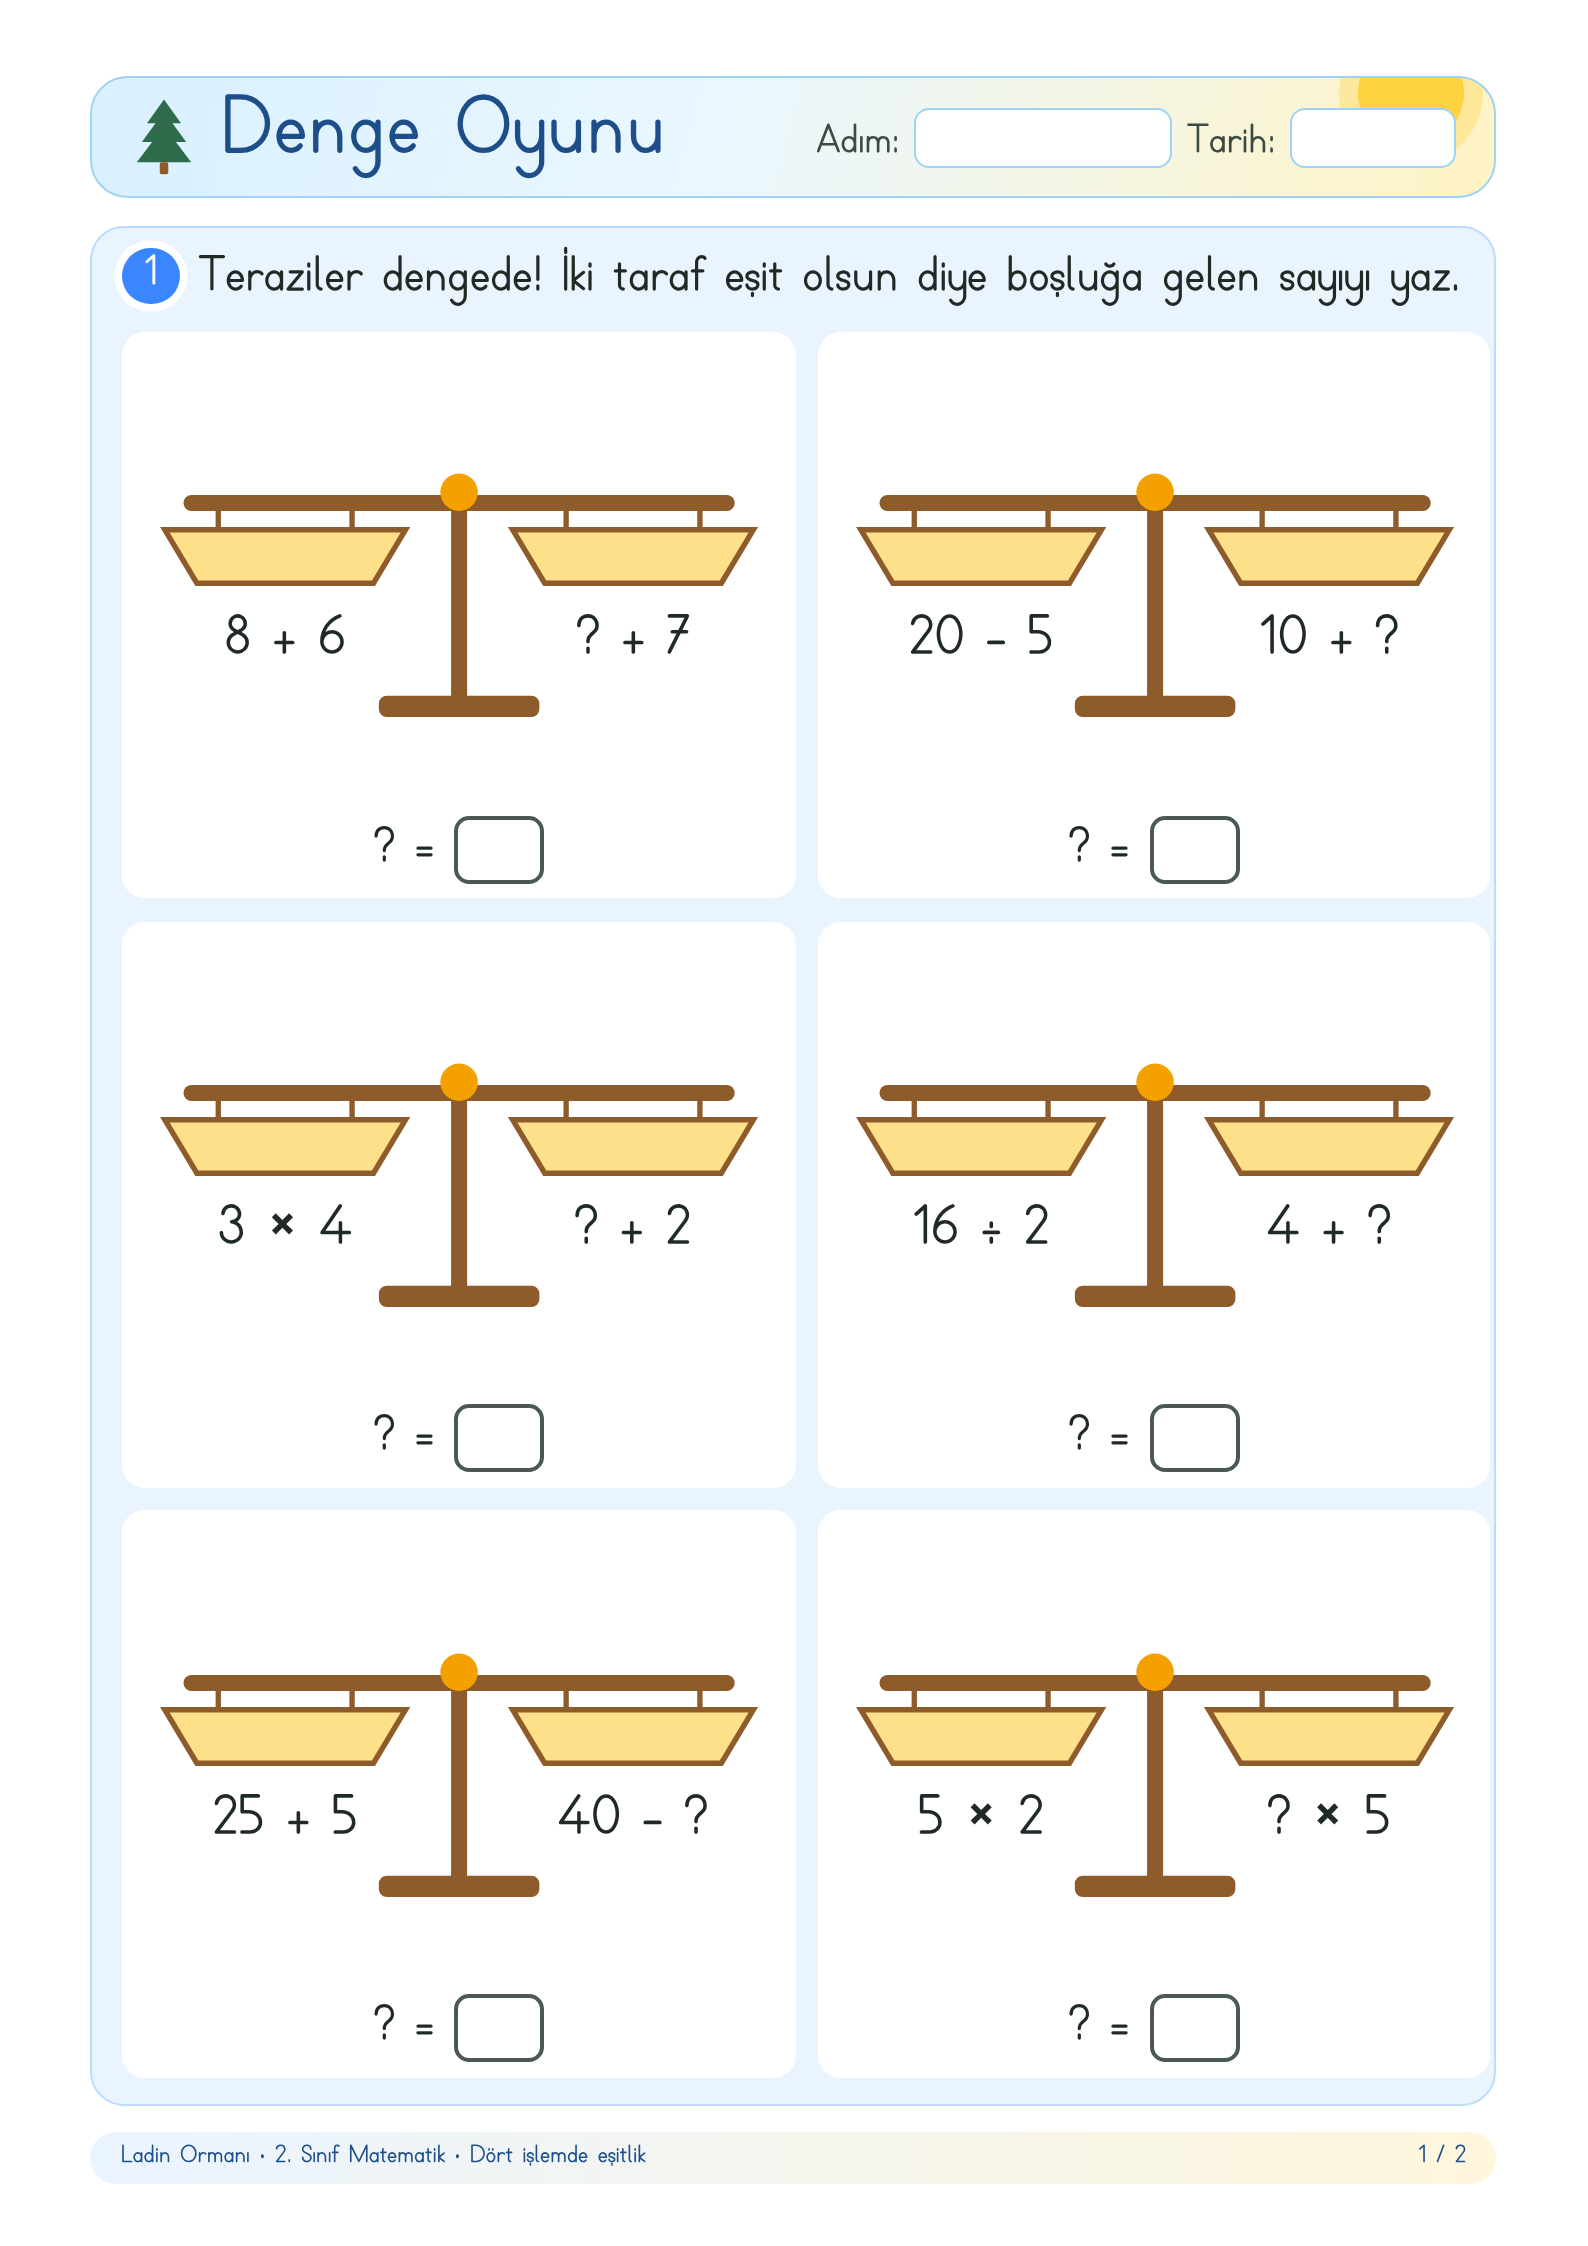 Denge Oyunu
Adım:
Tarih:
1 Teraziler dengede! İki taraf eşit olsun diye boşluğa gelen sayıyı yaz.
8 + 6
? + 7
? =
20 - 5
10 + ?
? =
3 × 4
? + 2
? =
16 ÷ 2
4 + ?
? =
25 + 5
40 - ?
? =
5 × 2
? × 5
? =
Ladin Ormanı • 2. Sınıf Matematik • Dört işlemde eşitlik
1 / 2